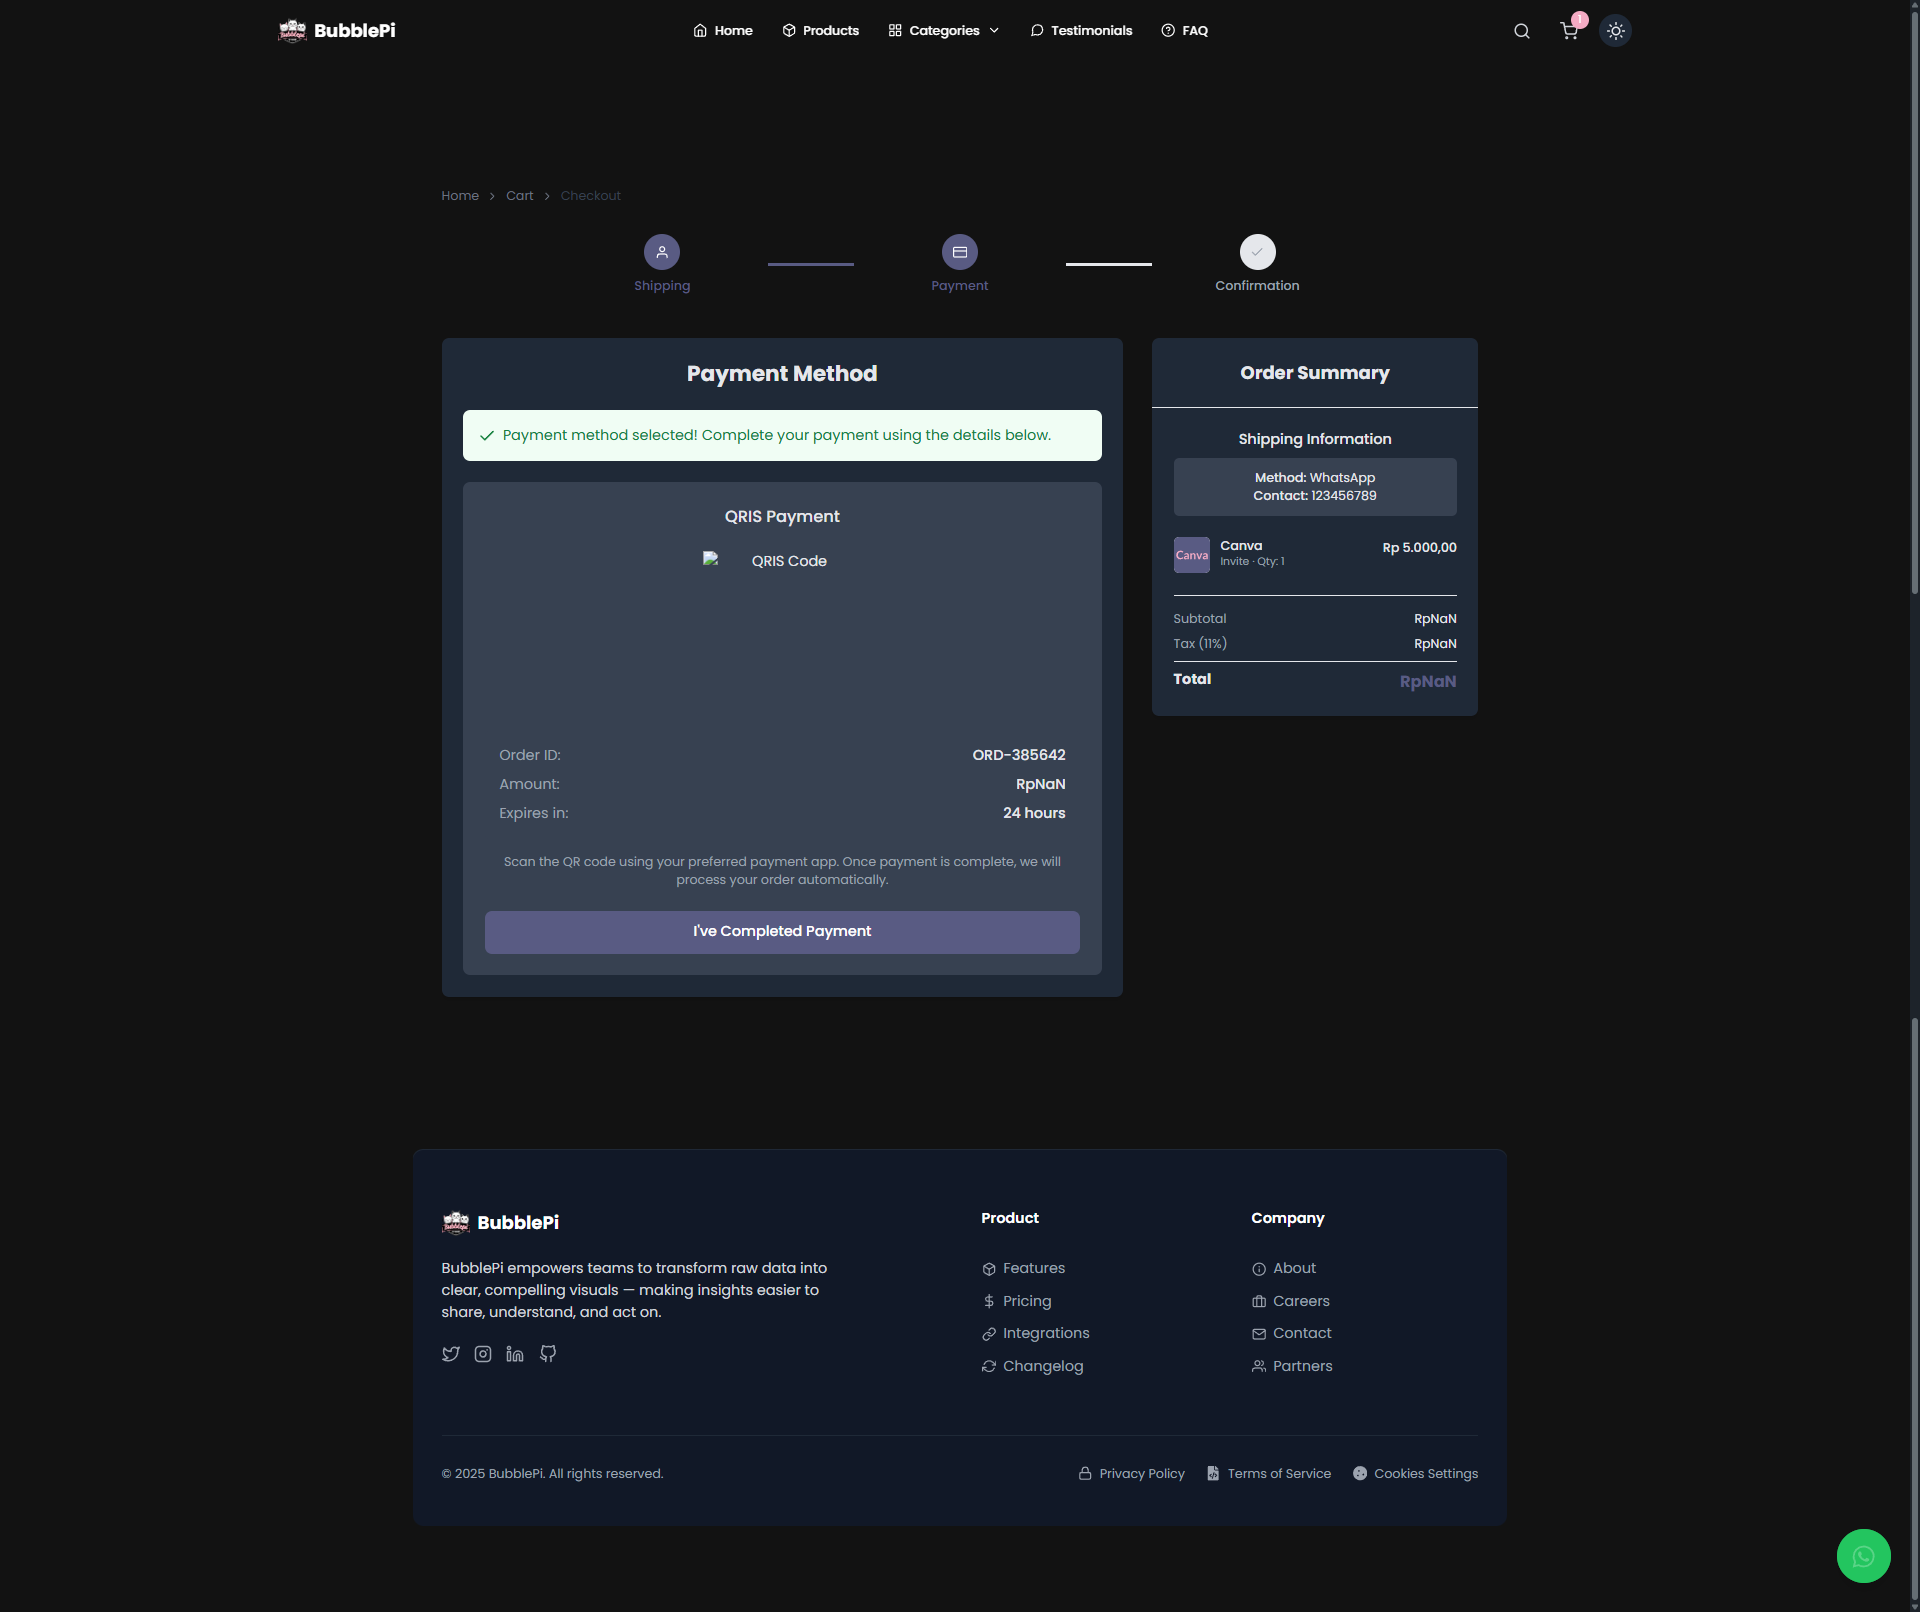 BubblePi
Home
Products
Categories
Testimonials
FAQ
1
Home > Cart > Checkout
Shipping
Payment
Confirmation
Payment Method
Payment method selected! Complete your payment using the details below.
QRIS Payment
QRIS Code
Order ID: ORD-385642
Amount: RpNaN
Expires in: 24 hours
Scan the QR code using your preferred payment app. Once payment is complete, we will
process your order automatically.
I've Completed Payment
Order Summary
Shipping Information
Method: WhatsApp
Contact: 123456789
Canva
Canva
Invite · Qty: 1
Rp 5.000,00
Subtotal RpNaN
Tax (11%) RpNaN
Total RpNaN
BubblePi
BubblePi empowers teams to transform raw data into
clear, compelling visuals — making insights easier to
share, understand, and act on.
Product
Features
Pricing
Integrations
Changelog
Company
About
Careers
Contact
Partners
© 2025 BubblePi. All rights reserved.
Privacy Policy
Terms of Service
Cookies Settings